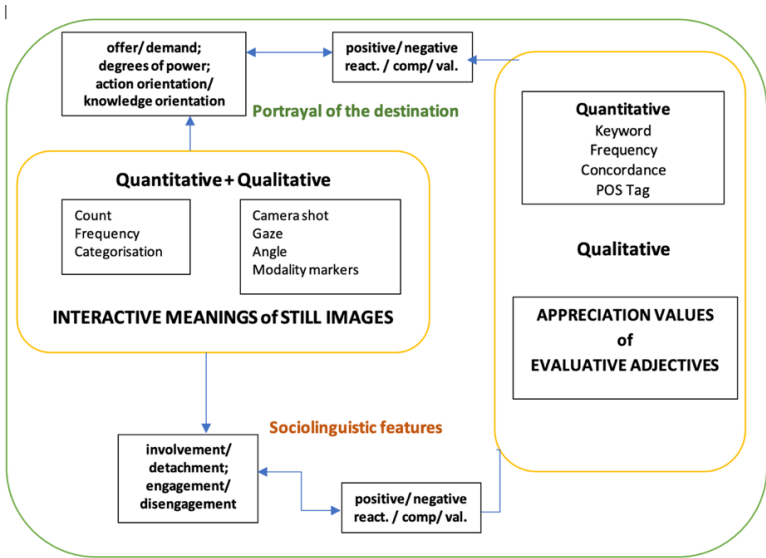 offer/ demand;
degrees of power;
action orientation/
knowledge orientation
positive/ negative
react. / comp/ val.
Portrayal of the destination
Quantitative + Qualitative
Count
Frequency
Categorisation
Camera shot
Gaze
Angle
Modality markers
INTERACTIVE MEANINGS of STILL IMAGES
Quantitative
Keyword
Frequency
Concordance
POS Tag
Qualitative
APPRECIATION VALUES
of
EVALUATIVE ADJECTIVES
Sociolinguistic features
involvement/
detachment;
engagement/
disengagement
positive/ negative
react. / comp/ val.